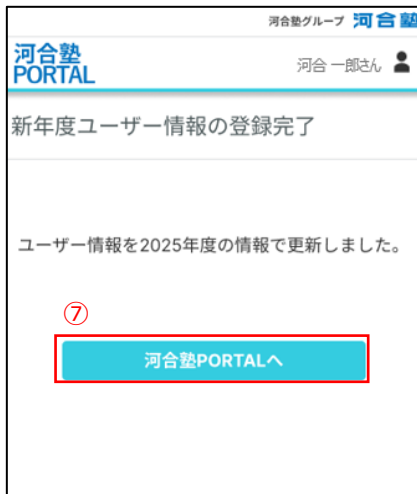 河合塾グループ 河合塾
河合塾
PORTAL
河合 一郎さん
新年度ユーザー情報の登録完了
ユーザー情報を2025年度の情報で更新しました。
⑦
河合塾PORTALへ